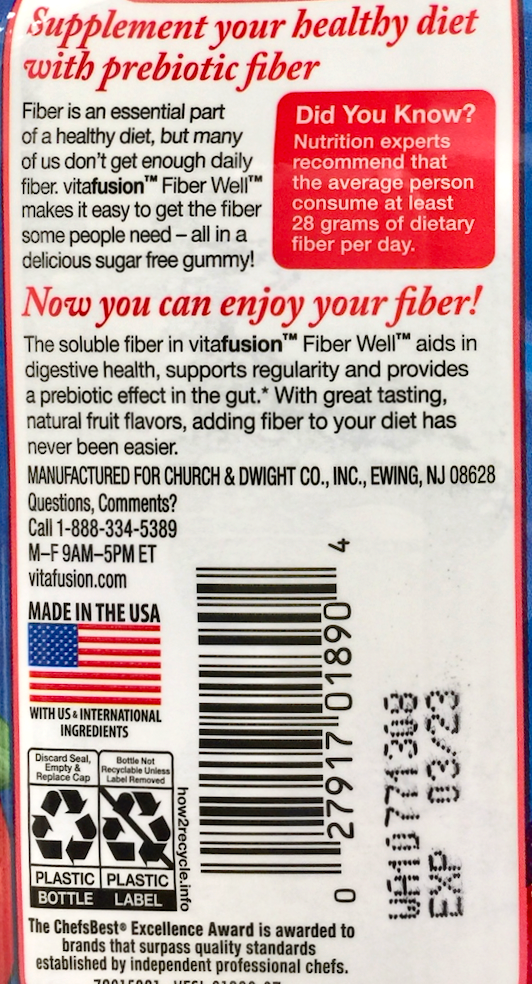 Supplement your healthy diet
with prebiotic fiber
Fiber is an essential part
of a healthy diet, but many
of us don't get enough daily
fiber. vitafusion™ Fiber Well™
makes it easy to get the fiber
some people need – all in a
delicious sugar free gummy!
Did You Know?
Nutrition experts
recommend that
the average person
consume at least
28 grams of dietary
fiber per day.
Now you can enjoy your fiber!
The soluble fiber in vitafusion™ Fiber Well™ aids in
digestive health, supports regularity and provides
a prebiotic effect in the gut.* With great tasting,
natural fruit flavors, adding fiber to your diet has
never been easier.
MANUFACTURED FOR CHURCH & DWIGHT CO., INC., EWING, NJ 08628
Questions, Comments?
Call 1-888-334-5389
M–F 9AM–5PM ET
vitafusion.com
MADE IN THE USA
WITH US & INTERNATIONAL
INGREDIENTS
Discard Seal,
Empty &
Replace Cap
Bottle Not
Recyclable Unless
Label Removed
PLASTIC
BOTTLE
PLASTIC
LABEL
how2recycle.info
0 27917 01890 4
EXP 03/23
The ChefsBest® Excellence Award is awarded to
brands that surpass quality standards
established by independent professional chefs.